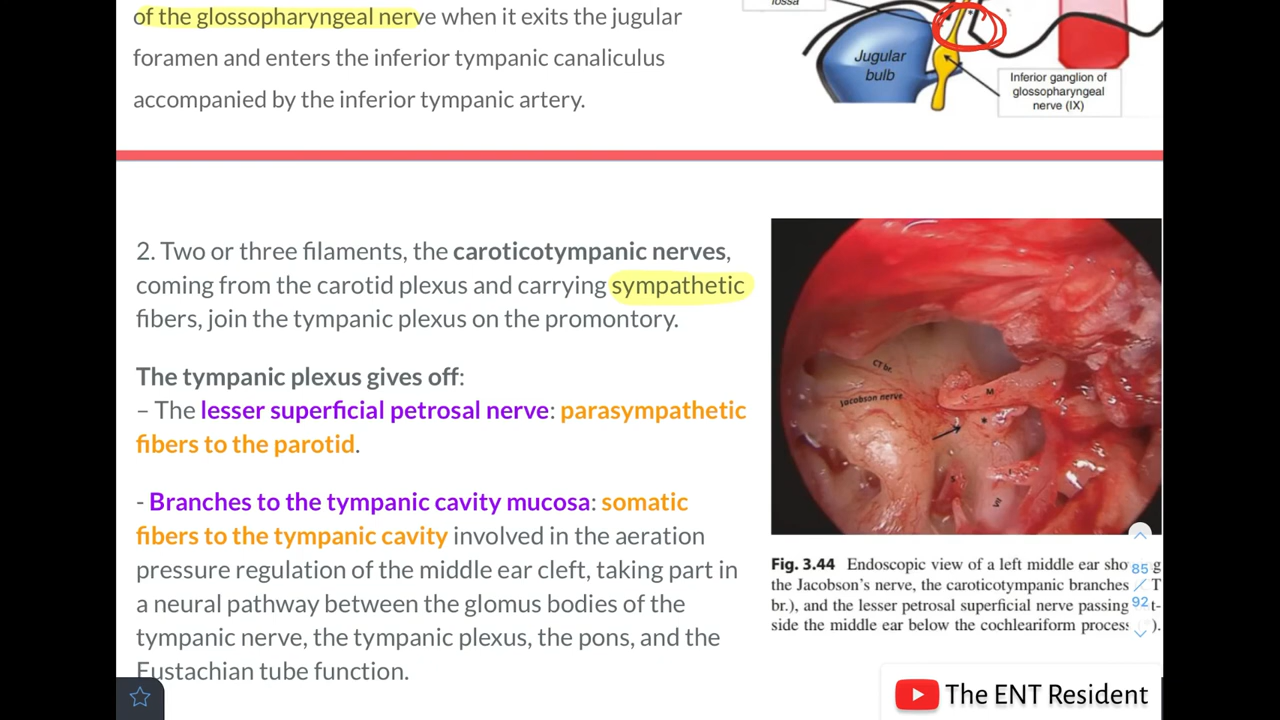 of the glossopharyngeal nerve when it exits the jugular
foramen and enters the inferior tympanic canaliculus
accompanied by the inferior tympanic artery.
fossa
Jugular
bulb
Inferior ganglion of
glossopharyngeal
nerve (IX)
2. Two or three filaments, the caroticotympanic nerves,
coming from the carotid plexus and carrying sympathetic
fibers, join the tympanic plexus on the promontory.
The tympanic plexus gives off:
– The lesser superficial petrosal nerve: parasympathetic
fibers to the parotid.
- Branches to the tympanic cavity mucosa: somatic
fibers to the tympanic cavity involved in the aeration
pressure regulation of the middle ear cleft, taking part in
a neural pathway between the glomus bodies of the
tympanic nerve, the tympanic plexus, the pons, and the
Eustachian tube function.
CT br.
Jacobson nerve
M
*
Fig. 3.44 Endoscopic view of a left middle ear sho g
the Jacobson's nerve, the caroticotympanic branches T
br.), and the lesser petrosal superficial nerve passing t-
side the middle ear below the cochleariform process ).
85
/
92
The ENT Resident